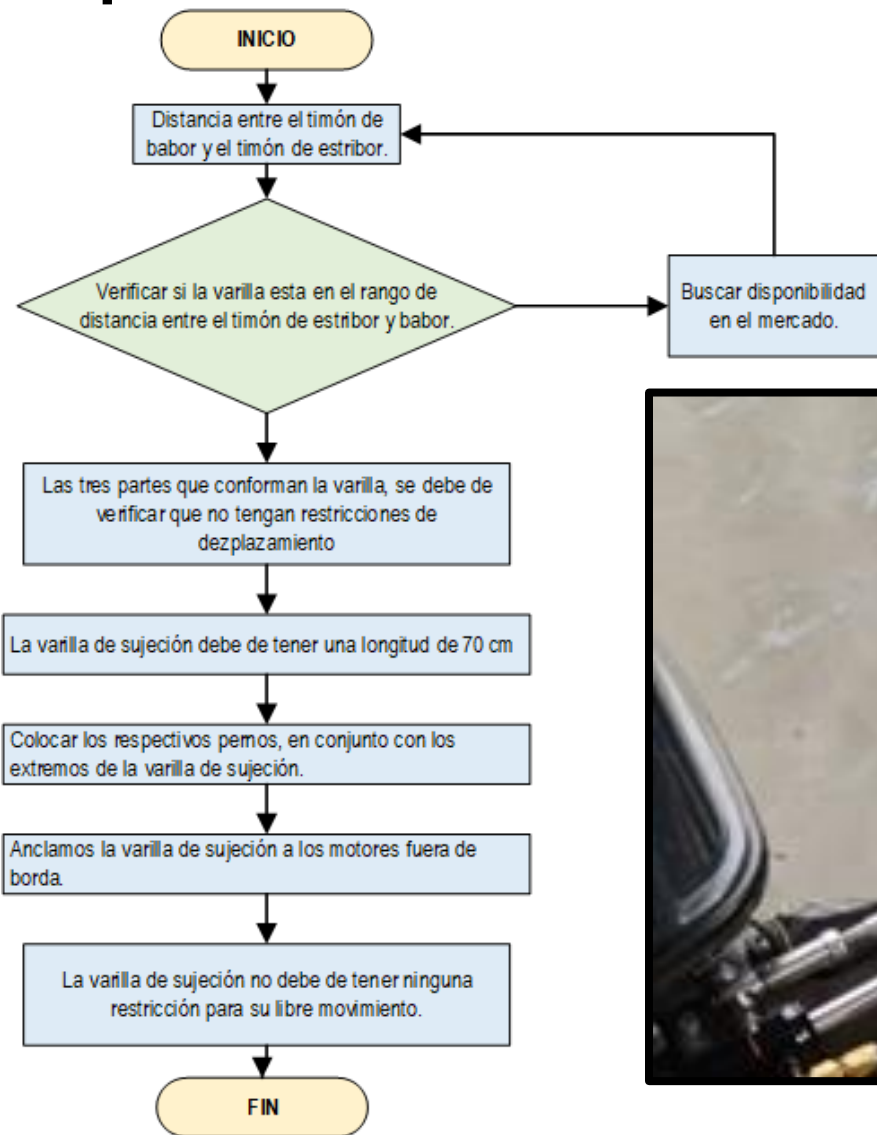 INICIO
Distancia entre el timón de
babor y el timón de estribor.
Verificar si la varilla esta en el rango de
distancia entre el timón de estribor y babor.
Buscar disponibilidad
en el mercado.
Las tres partes que conforman la varilla, se debe de
verificar que no tengan restricciones de
dezplazamiento
La varilla de sujeción debe de tener una longitud de 70 cm
Colocar los respectivos pernos, en conjunto con los
extremos de la varilla de sujeción.
Anclamos la varilla de sujeción a los motores fuera de
borda.
La varilla de sujeción no debe de tener ninguna
restricción para su libre movimiento.
FIN